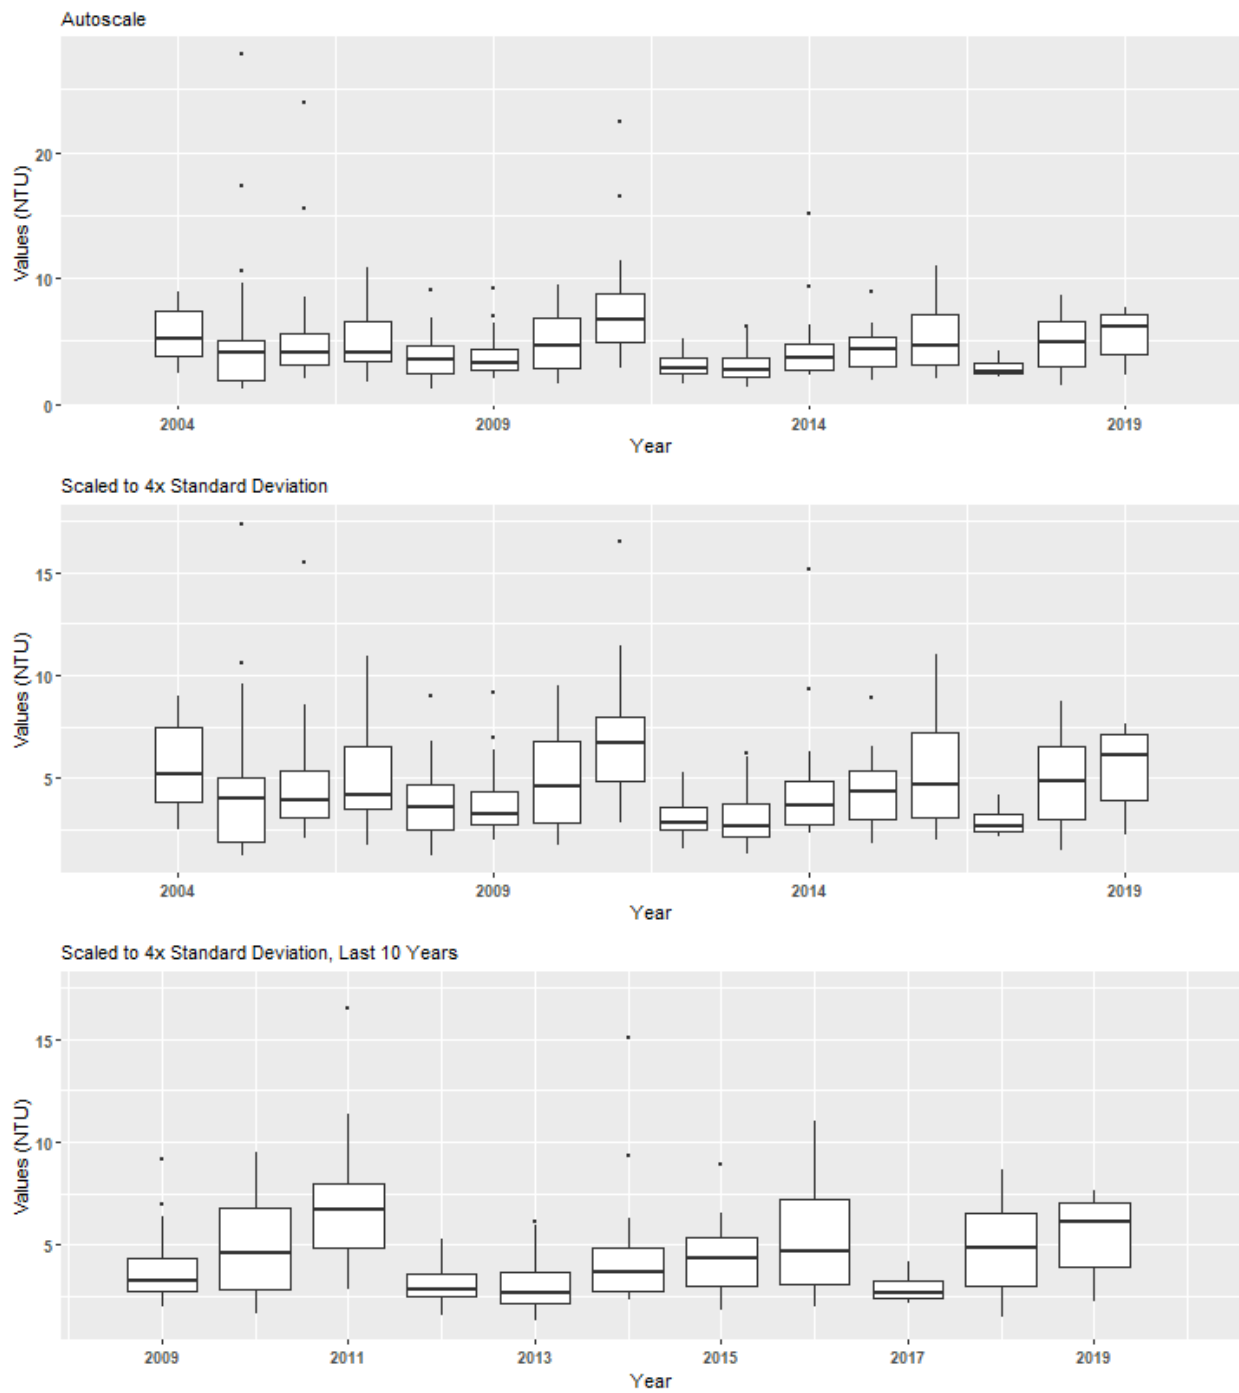 Autoscale
Values (NTU)
20
10
0
2004 2009 2014 2019
Year
Scaled to 4x Standard Deviation
Values (NTU)
15
10
5
2004 2009 2014 2019
Year
Scaled to 4x Standard Deviation, Last 10 Years
Values (NTU)
15
10
5
2009 2011 2013 2015 2017 2019
Year